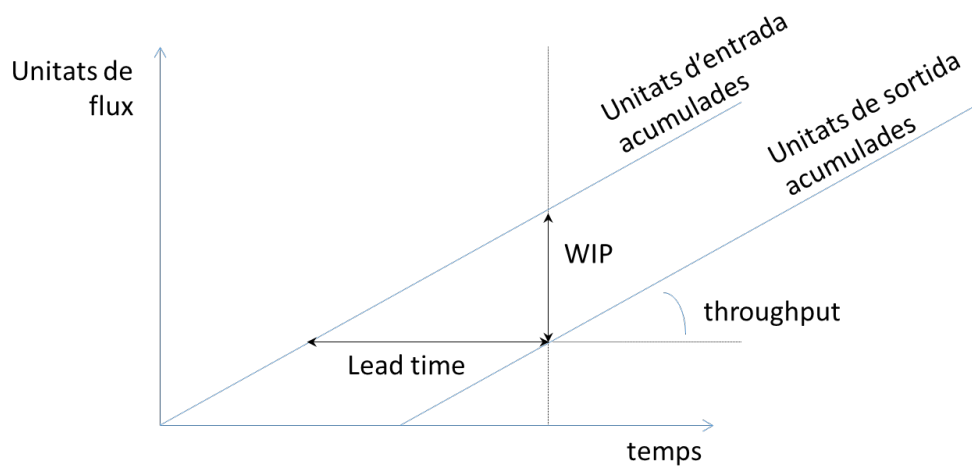 Unitats de
flux
Unitats d’entrada
acumulades
Unitats de sortida
acumulades
WIP
throughput
Lead time
temps